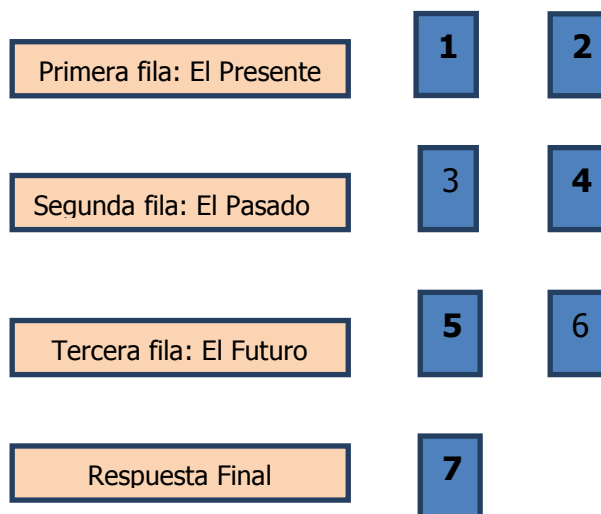 Primera fila: El Presente 1 2
Segunda fila: El Pasado 3 4
Tercera fila: El Futuro 5 6
Respuesta Final 7